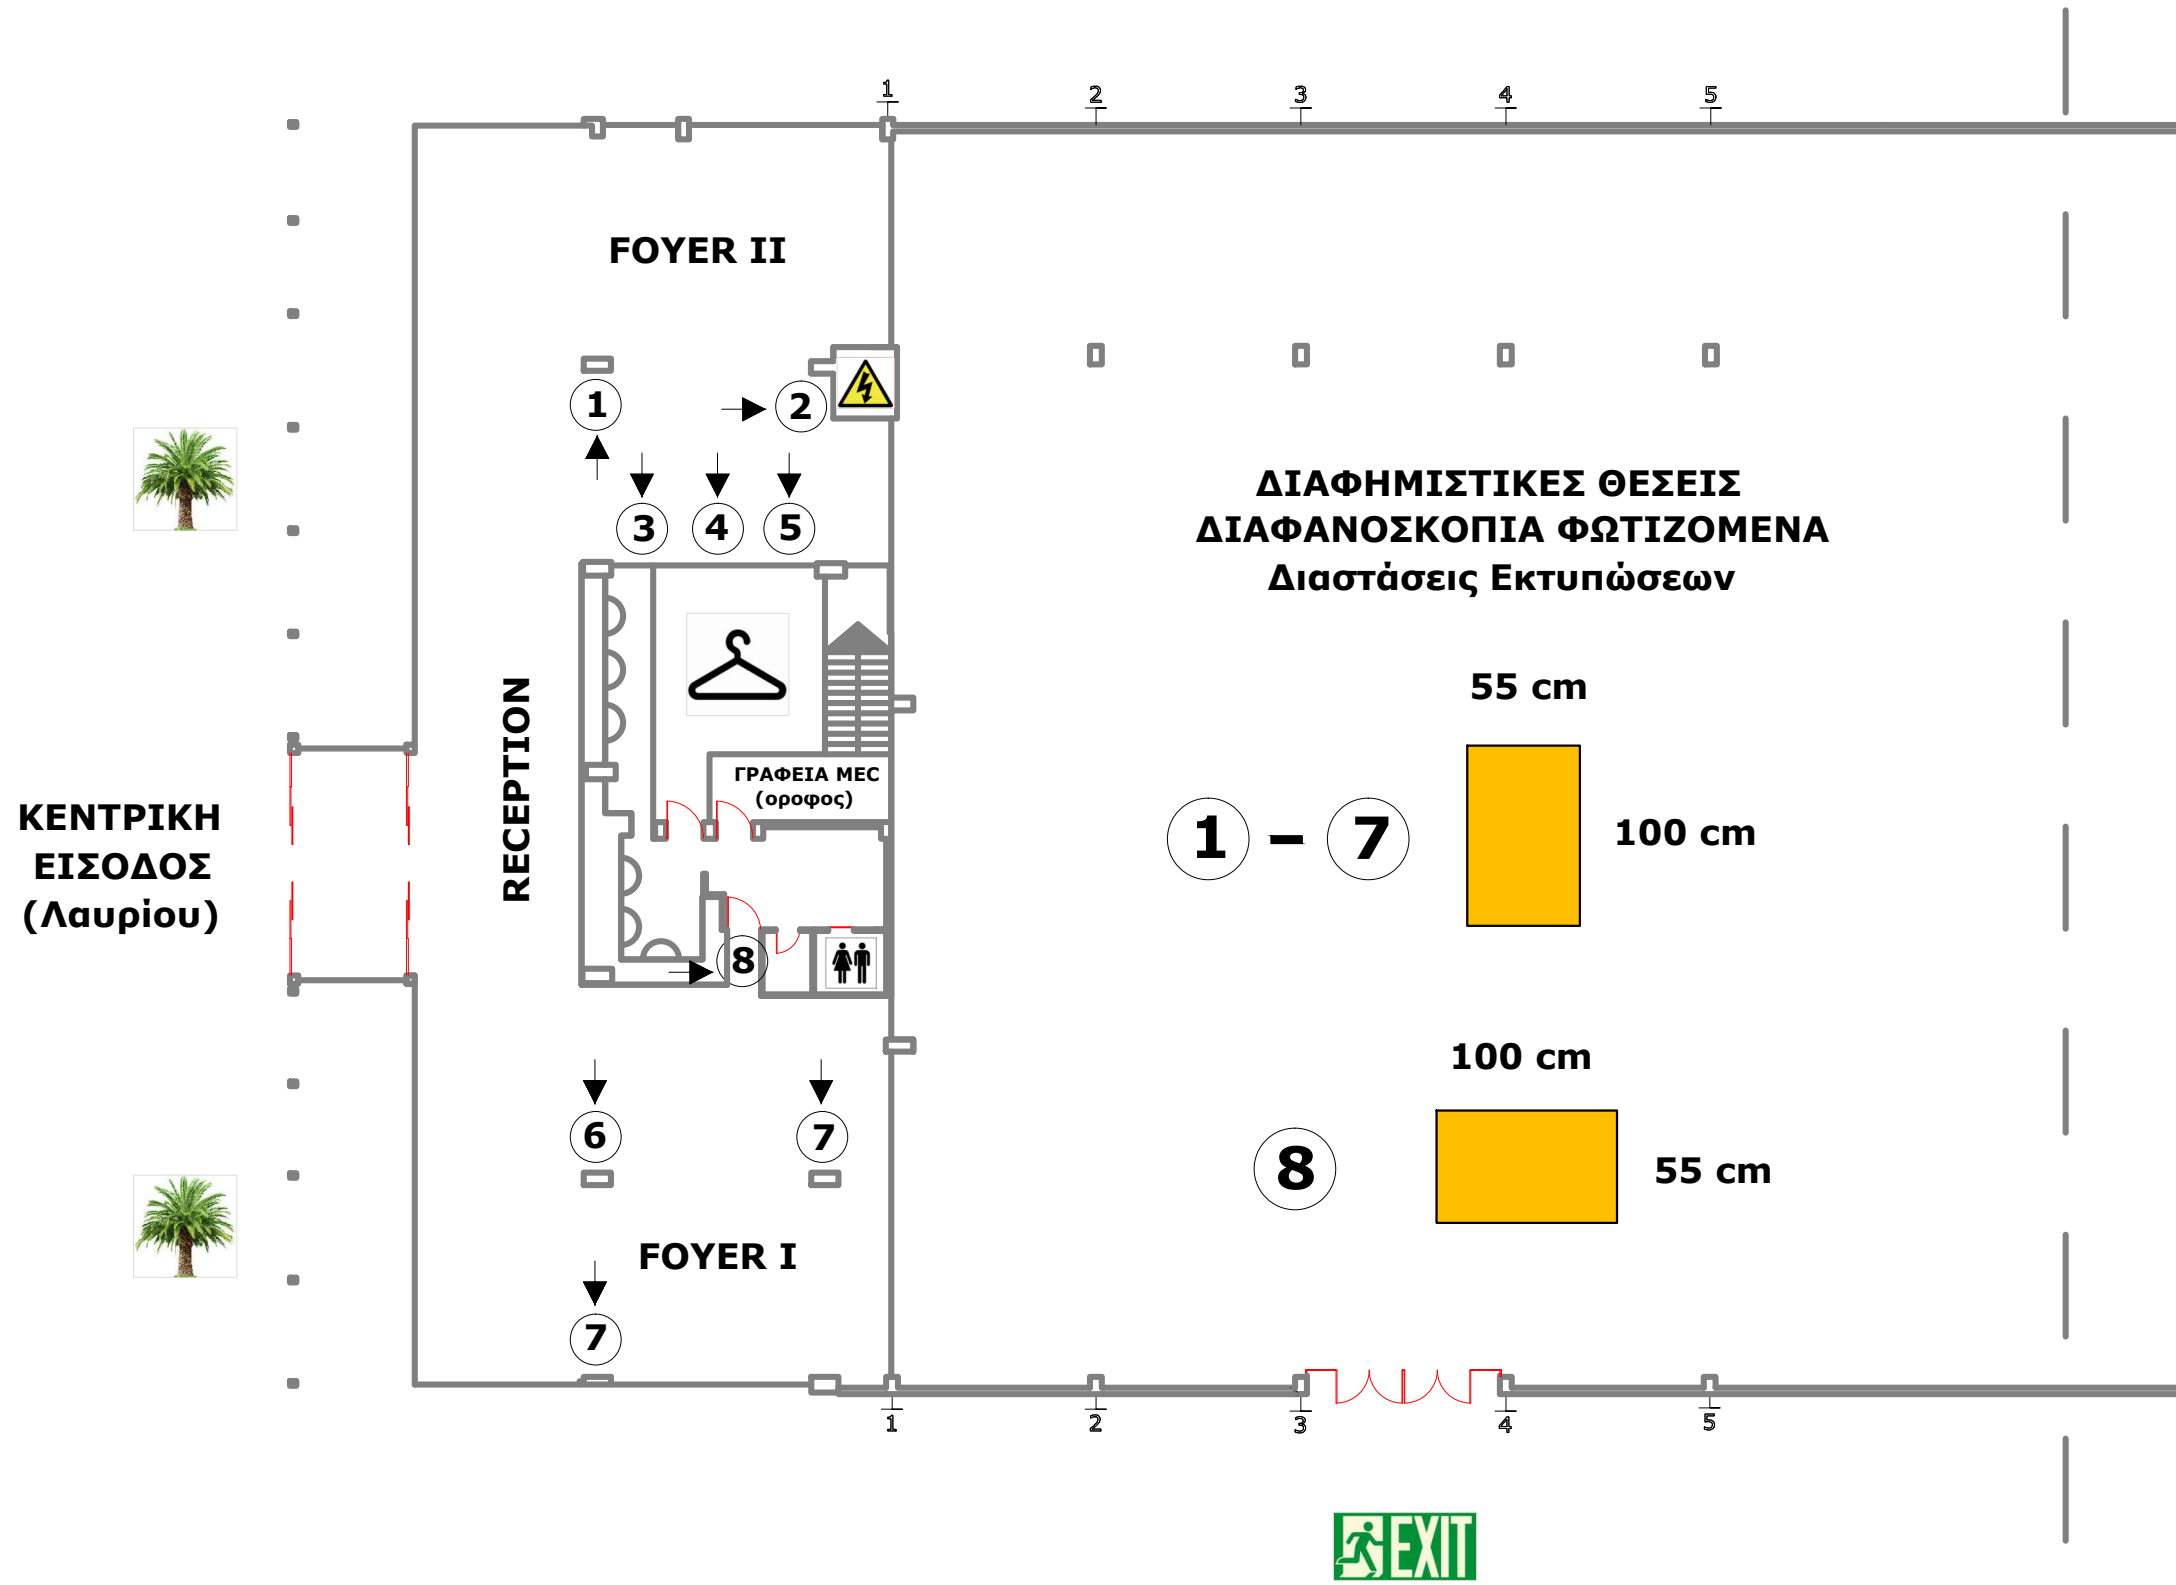 1
2
3
4
5
FOYER II
1
2
3
4
5
ΔΙΑΦΗΜΙΣΤΙΚΕΣ ΘΕΣΕΙΣ
ΔΙΑΦΑΝΟΣΚΟΠΙΑ ΦΩΤΙΖΟΜΕΝΑ
Διαστάσεις Εκτυπώσεων
RECEPTION
ΓΡΑΦΕΙΑ MEC
(οροφος)
ΚΕΝΤΡΙΚΗ
ΕΙΣΟΔΟΣ
(Λαυρίου)
55 cm
1 – 7
100 cm
8
100 cm
8
55 cm
6
7
FOYER I
7
1
2
3
4
5
EXIT